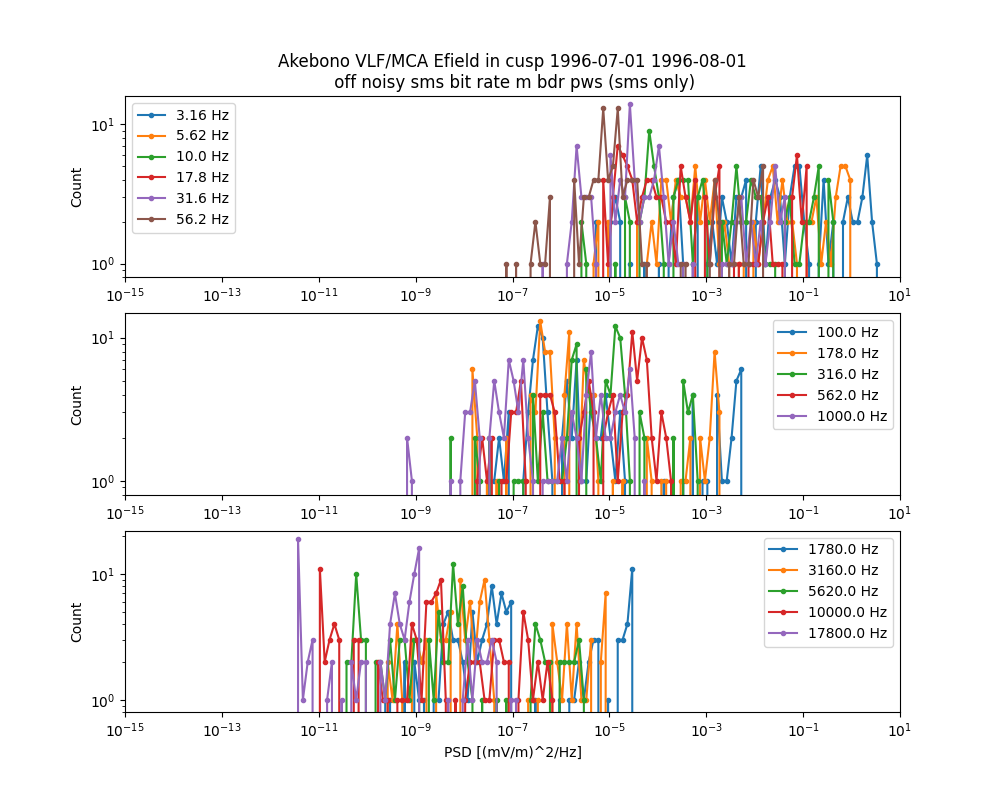 Akebono VLF/MCA Efield in cusp 1996-07-01 1996-08-01
off noisy sms bit rate m bdr pws (sms only)
Count
10^1
10^0
3.16 Hz
5.62 Hz
10.0 Hz
17.8 Hz
31.6 Hz
56.2 Hz
10^-15 10^-13 10^-11 10^-9 10^-7 10^-5 10^-3 10^-1 10^1
Count
10^1
10^0
100.0 Hz
178.0 Hz
316.0 Hz
562.0 Hz
1000.0 Hz
10^-15 10^-13 10^-11 10^-9 10^-7 10^-5 10^-3 10^-1 10^1
Count
10^1
10^0
1780.0 Hz
3160.0 Hz
5620.0 Hz
10000.0 Hz
17800.0 Hz
10^-15 10^-13 10^-11 10^-9 10^-7 10^-5 10^-3 10^-1 10^1
PSD [(mV/m)^2/Hz]